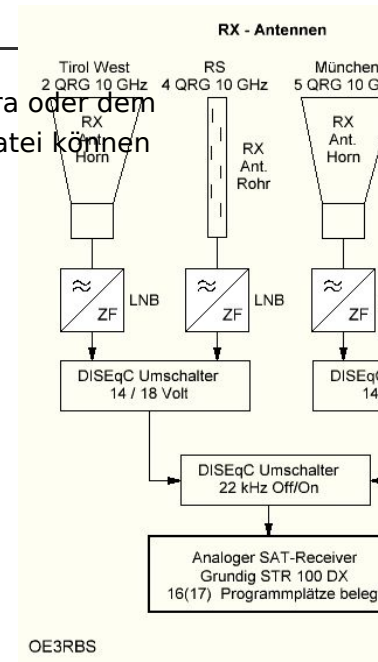 RX - Antennen
Tirol West
2 QRG 10 GHz
RS
4 QRG 10 GHz
München
5 QRG 10 G
ra oder dem
atei können
RX
Ant.
Horn
RX
Ant.
Rohr
RX
Ant.
Horn
ZF
LNB
ZF
LNB
ZF
DISEqC Umschalter
14 / 18 Volt
DISEqC
14
DISEqC Umschalter
22 kHz Off/On
Analoger SAT-Receiver
Grundig STR 100 DX
16(17) Programmplätze beleg
OE3RBS